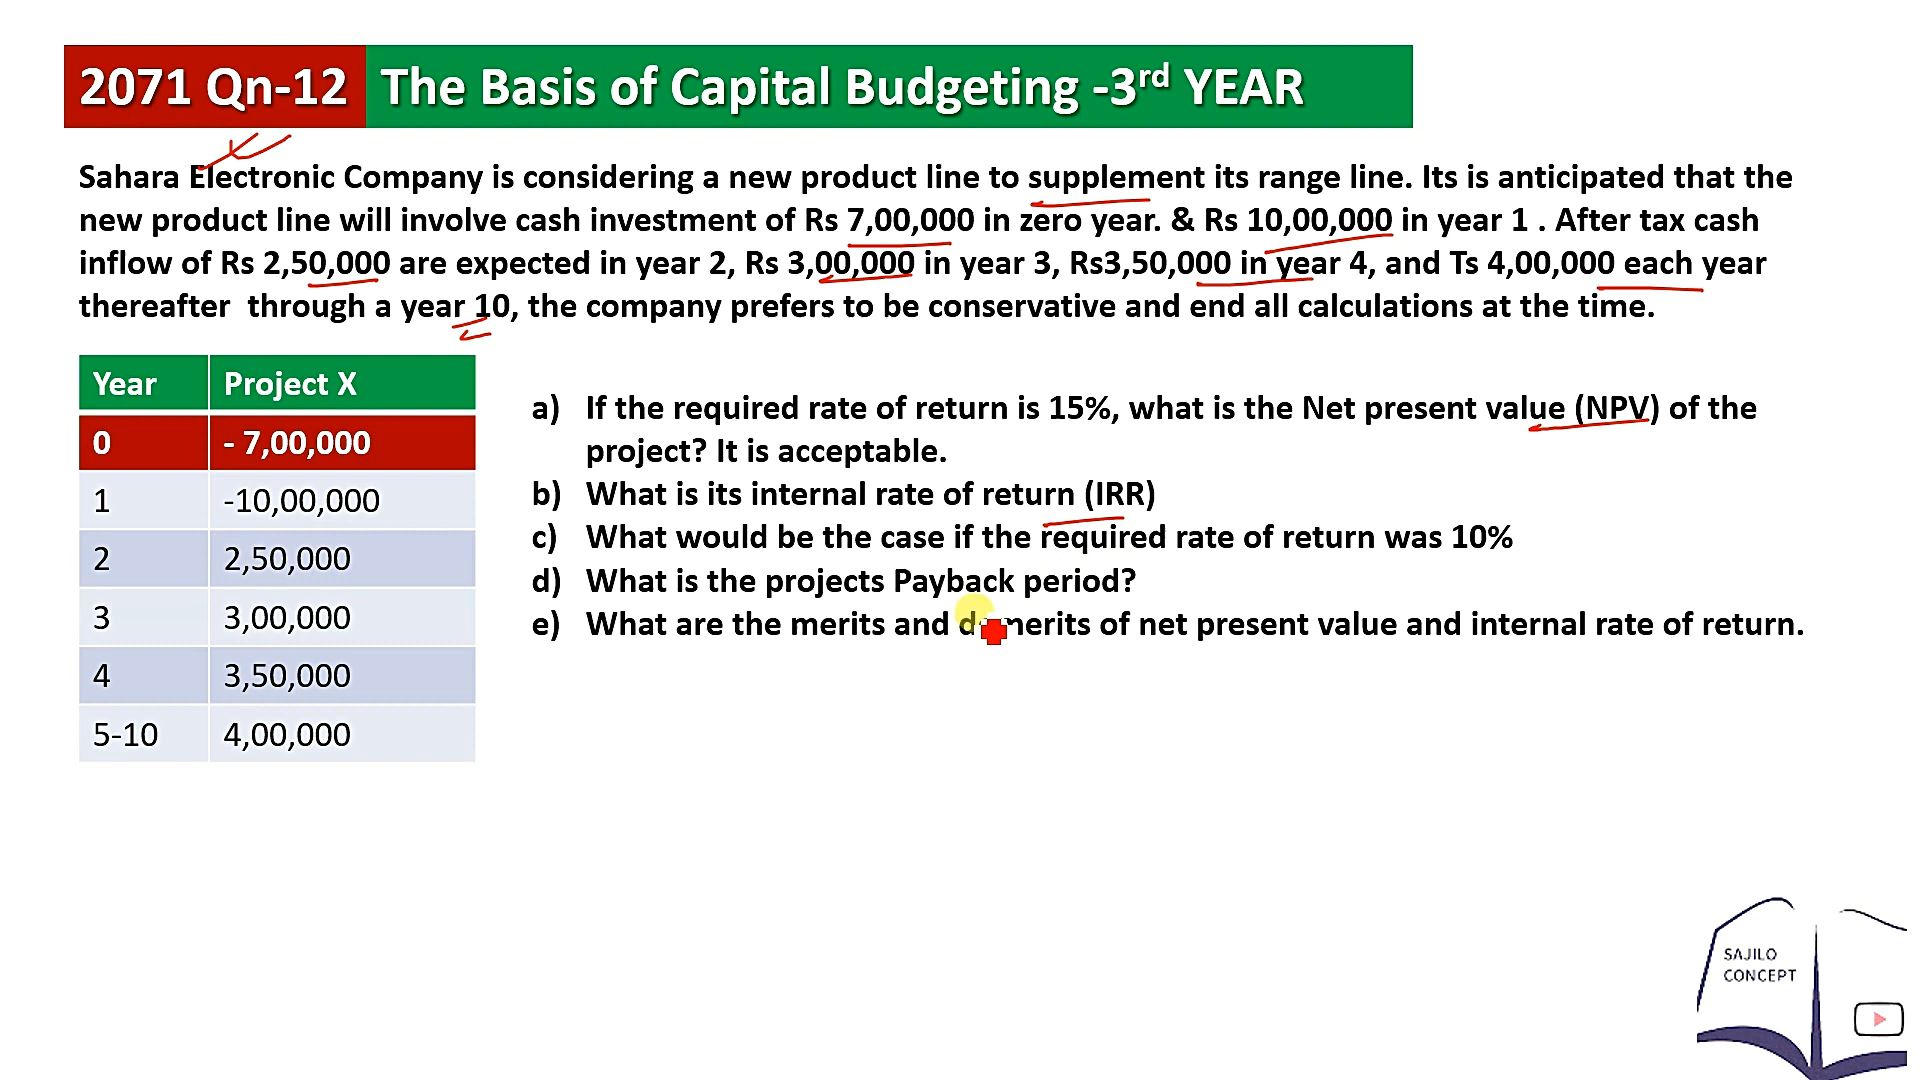 2071 Qn-12 The Basis of Capital Budgeting -3rd YEAR
Sahara Electronic Company is considering a new product line to supplement its range line. Its is anticipated that the
new product line will involve cash investment of Rs 7,00,000 in zero year. & Rs 10,00,000 in year 1 . After tax cash
inflow of Rs 2,50,000 are expected in year 2, Rs 3,00,000 in year 3, Rs3,50,000 in year 4, and Ts 4,00,000 each year
thereafter through a year 10, the company prefers to be conservative and end all calculations at the time.
Year Project X
0 - 7,00,000
1 -10,00,000
2 2,50,000
3 3,00,000
4 3,50,000
5-10 4,00,000
a) If the required rate of return is 15%, what is the Net present value (NPV) of the
project? It is acceptable.
b) What is its internal rate of return (IRR)
c) What would be the case if the required rate of return was 10%
d) What is the projects Payback period?
e) What are the merits and demerits of net present value and internal rate of return.
SAJILO
CONCEPT